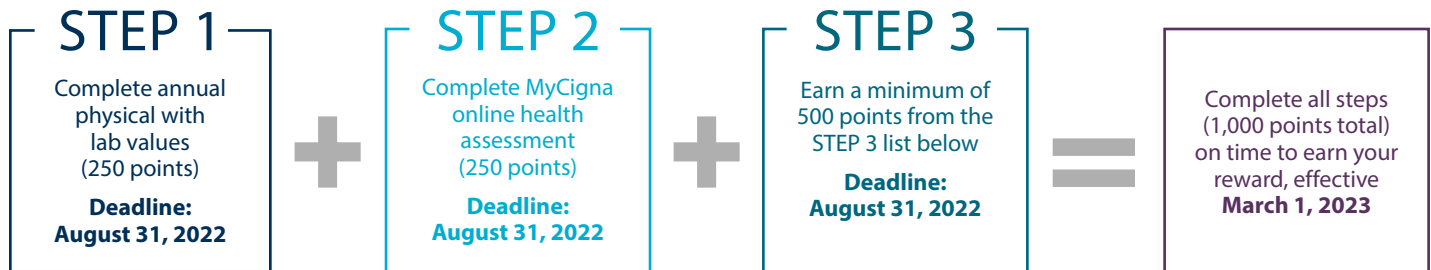 STEP 1
Complete annual
physical with
lab values
(250 points)
Deadline:
August 31, 2022
+
STEP 2
Complete MyCigna
online health
assessment
(250 points)
Deadline:
August 31, 2022
+
STEP 3
Earn a minimum of
500 points from the
STEP 3 list below
Deadline:
August 31, 2022
=
Complete all steps
(1,000 points total)
on time to earn your
reward, effective
March 1, 2023